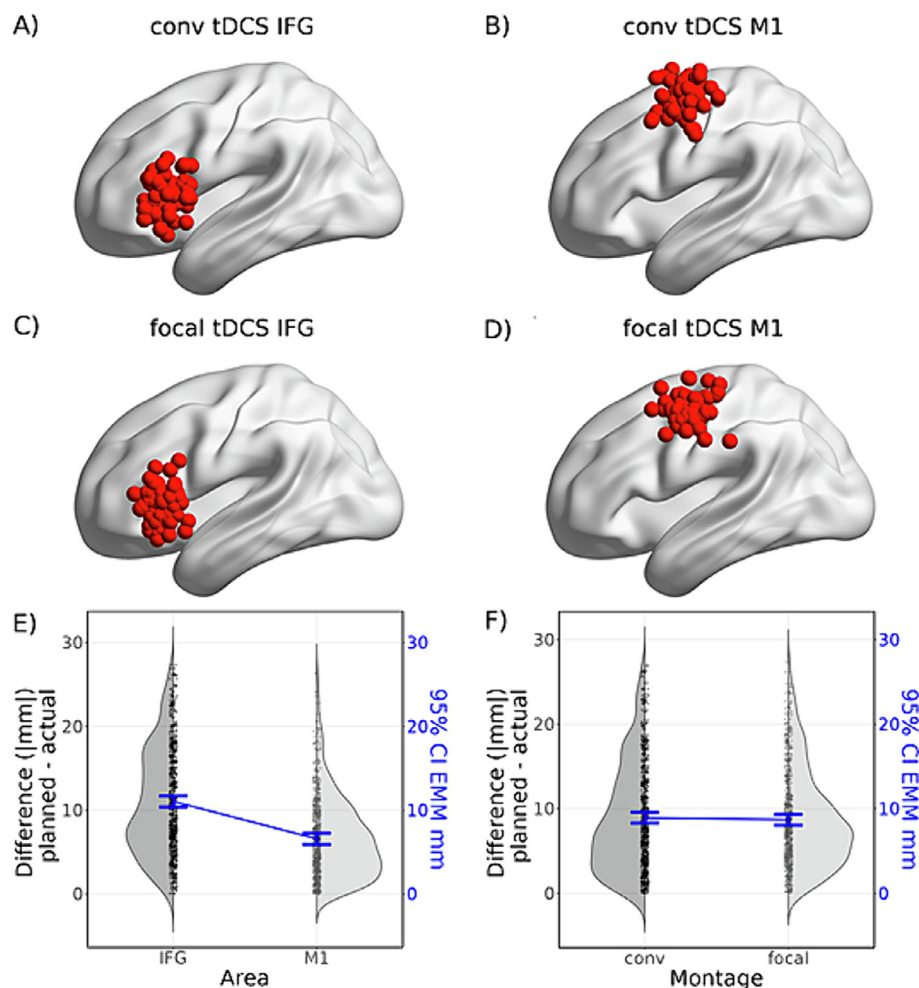 A) conv tDCS IFG
B) conv tDCS M1
C) focal tDCS IFG
D) focal tDCS M1
E)
Difference (|mm|)
planned - actual
30
20
10
0
30
20
10
0
95% CI EMM mm
IFG M1
Area
F)
Difference (|mm|)
planned - actual
30
20
10
0
30
20
10
0
95% CI EMM mm
conv focal
Montage